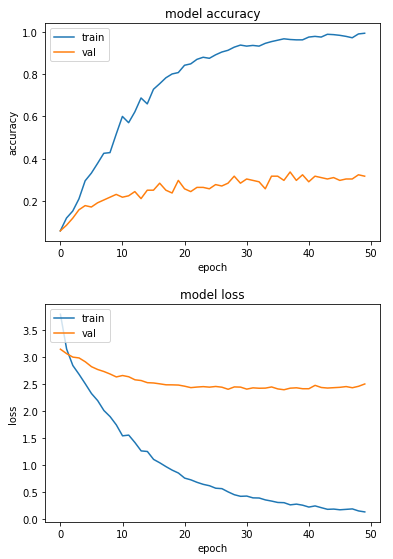 model accuracy
1.0
0.8
0.6
0.4
0.2
accuracy
train
val
0 10 20 30 40 50
epoch
model loss
3.5
3.0
2.5
2.0
1.5
1.0
0.5
0.0
loss
train
val
0 10 20 30 40 50
epoch